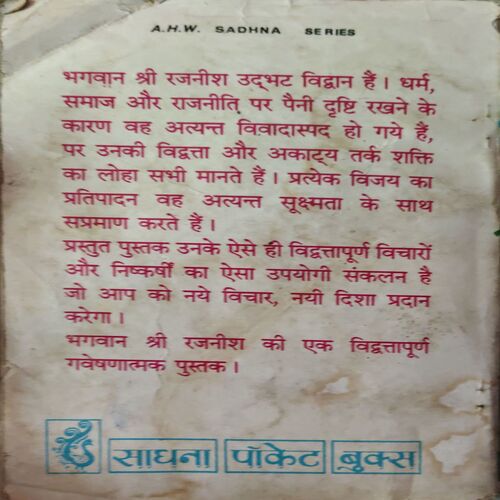 A.H.W. SADHNA SERIES
भगवान श्री रजनीश उद्भट विद्वान हैं। धर्म,
समाज और राजनीति पर पैनी दृष्टि रखने के
कारण वह अत्यन्त विवादास्पद हो गये हैं,
पर उनकी विद्वत्ता और अकाट्य तर्क शक्ति
का लोहा सभी मानते हैं। प्रत्येक विजय का
प्रतिपादन वह अत्यन्त सूक्ष्मता के साथ
सप्रमाण करते हैं।
प्रस्तुत पुस्तक उनके ऐसे ही विद्वत्तापूर्ण विचारों
और निष्कर्षों का ऐसा उपयोगी संकलन है
जो आप को नये विचार, नयी दिशा प्रदान
करेगा।
भगवान श्री रजनीश की एक विद्वत्तापूर्ण
गवेषणात्मक पुस्तक।
साधना पॉकेट बुक्स